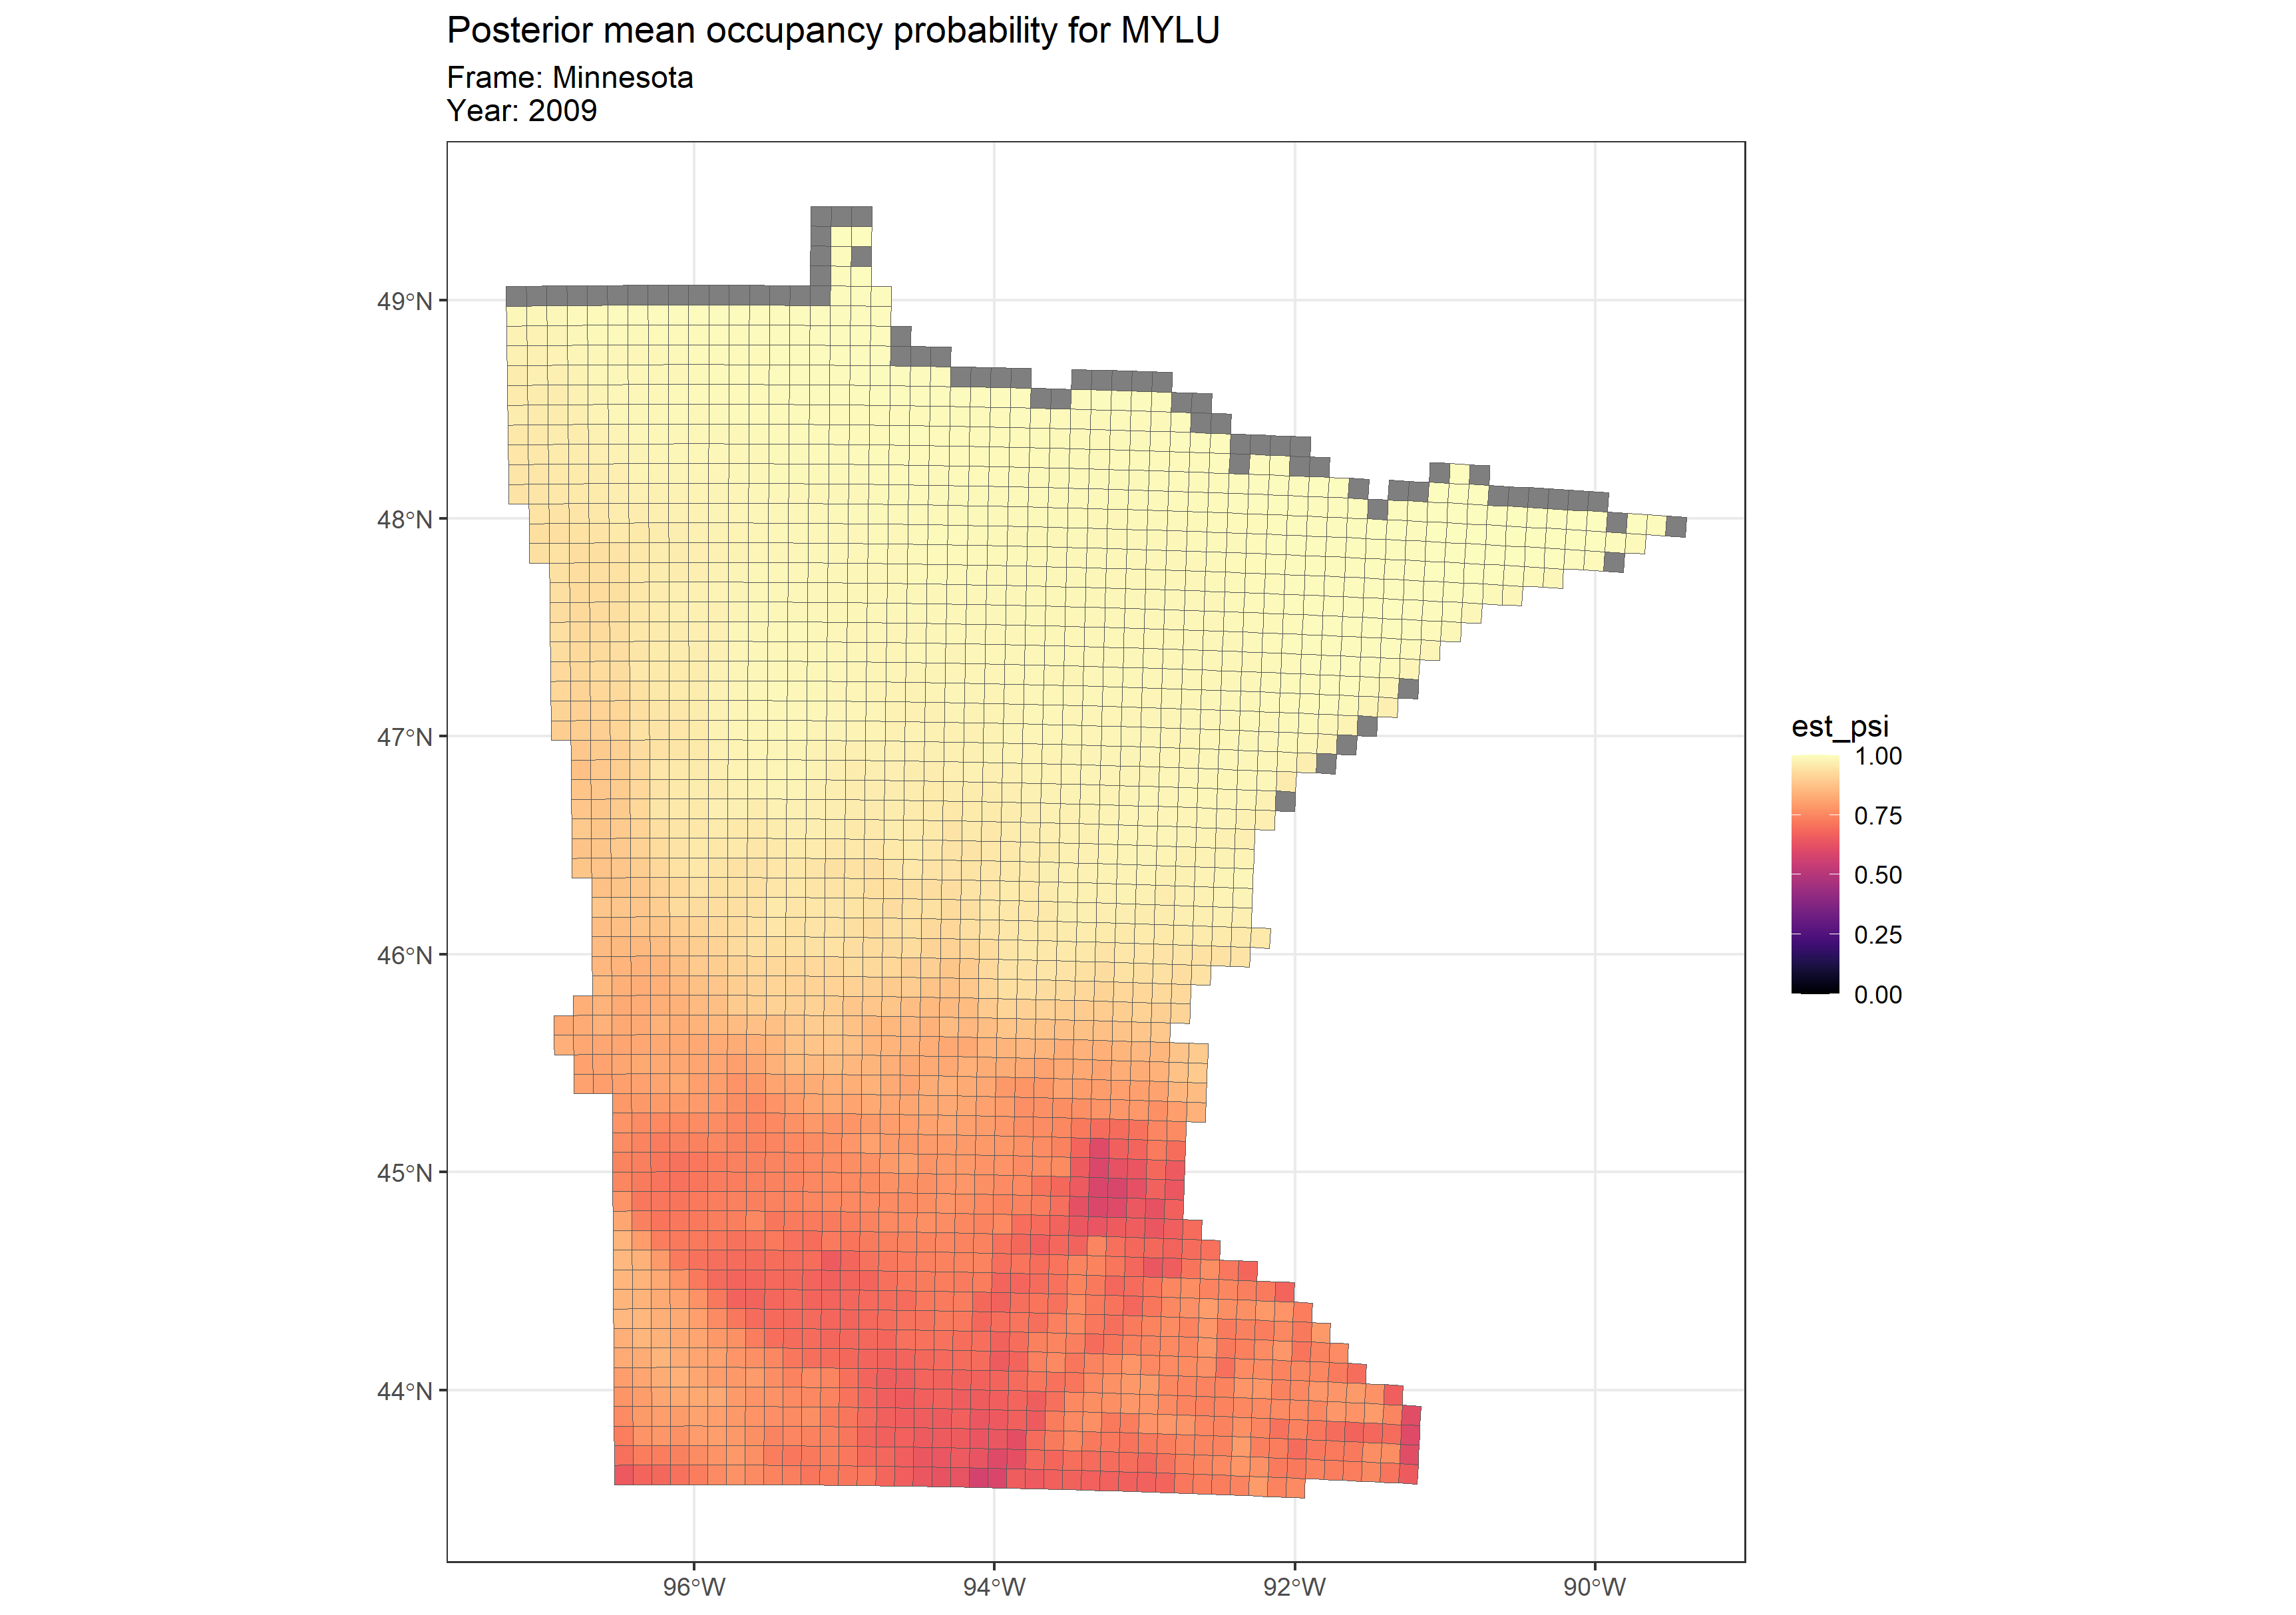 Posterior mean occupancy probability for MYLU
Frame: Minnesota
Year: 2009
49°N
48°N
47°N
46°N
45°N
44°N
96°W
94°W
92°W
90°W
est_psi
1.00
0.75
0.50
0.25
0.00